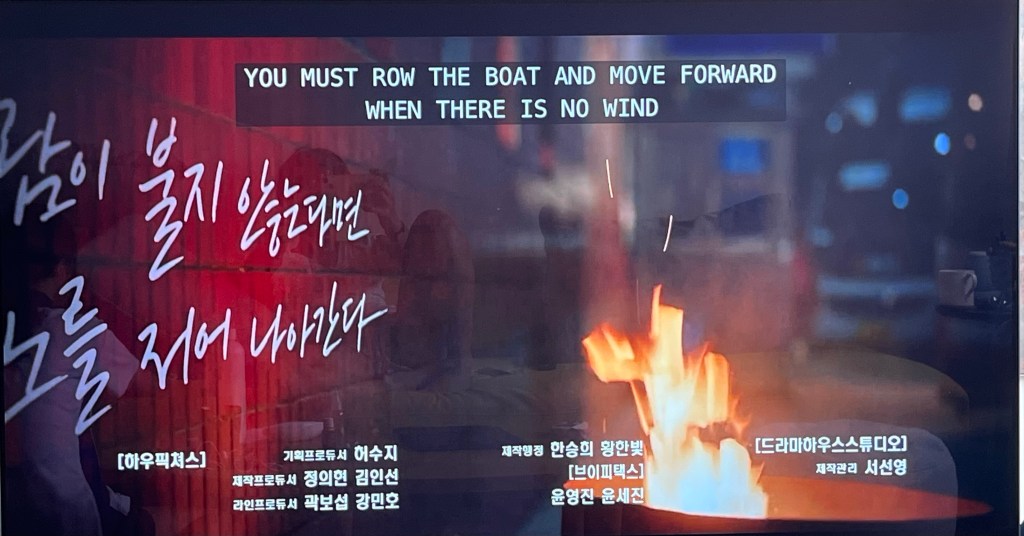 YOU MUST ROW THE BOAT AND MOVE FORWARD
WHEN THERE IS NO WIND
람이 불지 않는다면
노를 저어 나아간다
[하우픽쳐스]
기획프로듀서 허수지
제작프로듀서 정의현 김인선
라인프로듀서 곽보섭 강민호
제작행정 한승희 황한빛
[브이피택스]
윤영진 윤세진
[드라마하우스스튜디오]
제작관리 서선영